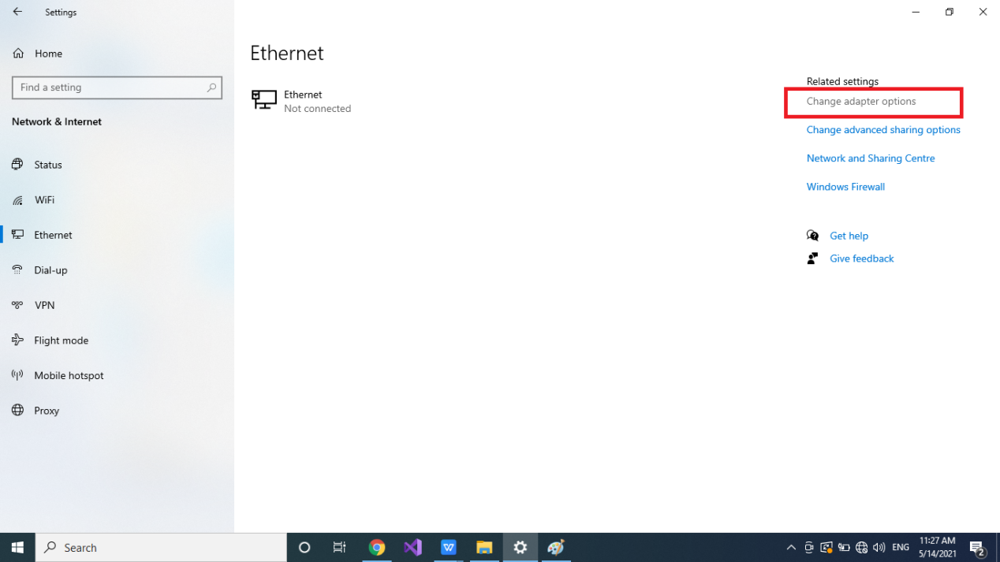 Settings
Home
Find a setting
Network & Internet
Status
WiFi
Ethernet
Dial-up
VPN
Flight mode
Mobile hotspot
Proxy
Ethernet
Ethernet
Not connected
Related settings
Change adapter options
Change advanced sharing options
Network and Sharing Centre
Windows Firewall
Get help
Give feedback
Search
ENG
11:27 AM
5/14/2021
2